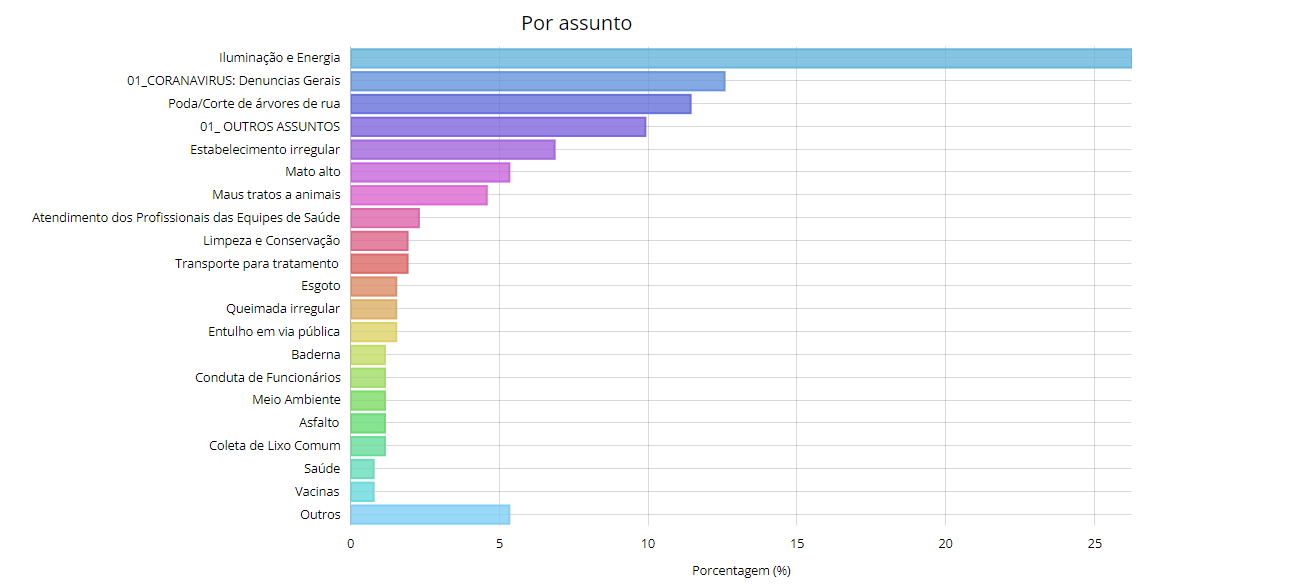 Por assunto
Iluminação e Energia
01_CORANAVIRUS: Denuncias Gerais
Poda/Corte de árvores de rua
01_ OUTROS ASSUNTOS
Estabelecimento irregular
Mato alto
Maus tratos a animais
Atendimento dos Profissionais das Equipes de Saúde
Limpeza e Conservação
Transporte para tratamento
Esgoto
Queimada irregular
Entulho em via pública
Baderna
Conduta de Funcionários
Meio Ambiente
Asfalto
Coleta de Lixo Comum
Saúde
Vacinas
Outros
0 5 10 15 20 25
Porcentagem (%)